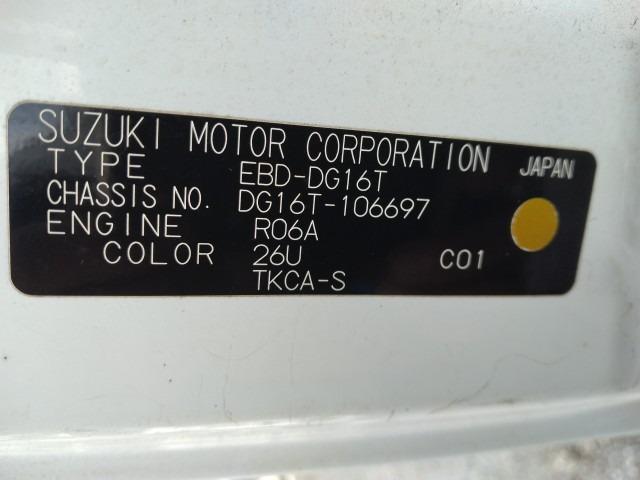 SUZUKI MOTOR CORPORATION JAPAN
TYPE EBD-DG16T
CHASSIS NO. DG16T-106697
ENGINE R06A
COLOR 26U C01
TKCA-S